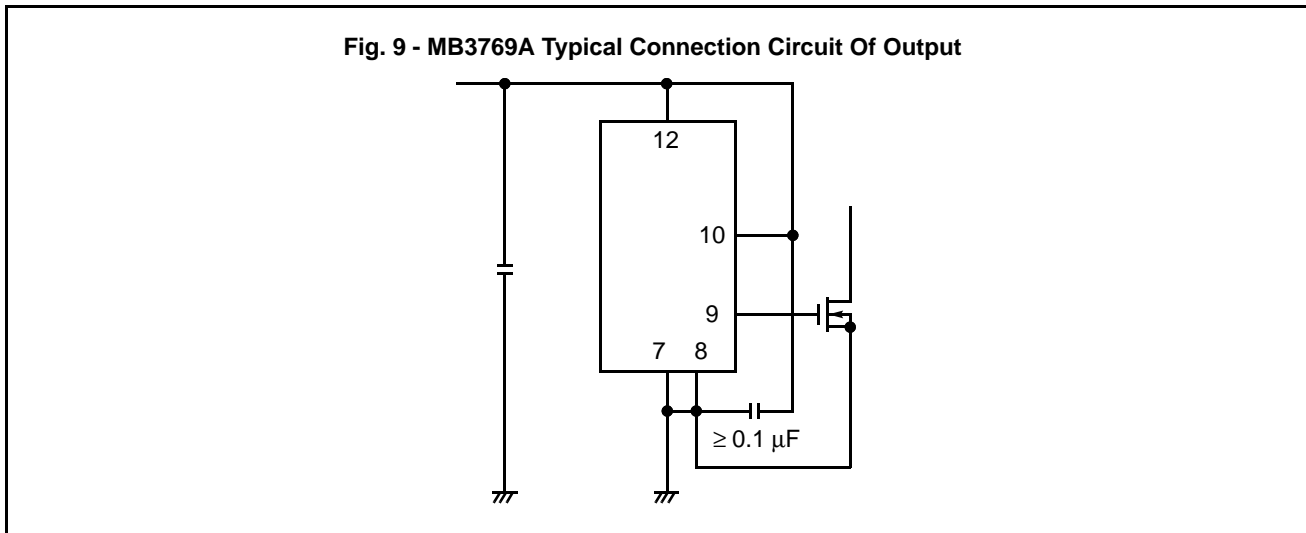 Fig. 9 - MB3769A Typical Connection Circuit Of Output
12
10
9
7 8
≥ 0.1 μF